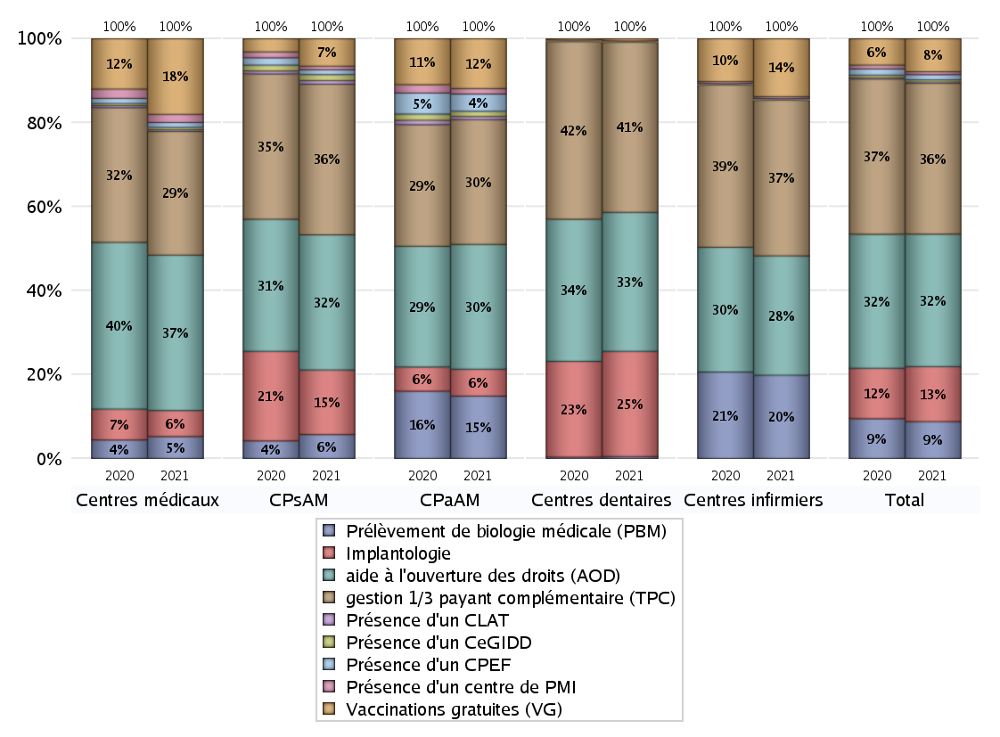 100% 100% 100% 100% 100% 100% 100% 100% 100% 100% 100% 100%
100%
80%
60%
40%
20%
0%
12% 32% 40% 7% 4%
18% 29% 37% 6% 5%
35% 31% 21% 4%
7% 36% 32% 15% 6%
11% 5% 29% 29% 6% 16%
12% 4% 30% 30% 6% 15%
42% 34% 23%
41% 33% 25%
10% 39% 30% 21%
14% 37% 28% 20%
6% 37% 32% 12% 9%
8% 36% 32% 13% 9%
2020 2021 2020 2021 2020 2021 2020 2021 2020 2021 2020 2021
Centres médicaux CPsAM CPaAM Centres dentaires Centres infirmiers Total
Prélèvement de biologie médicale (PBM)
Implantologie
aide à l'ouverture des droits (AOD)
gestion 1/3 payant complémentaire (TPC)
Présence d'un CLAT
Présence d'un CeGIDD
Présence d'un CPEF
Présence d'un centre de PMI
Vaccinations gratuites (VG)